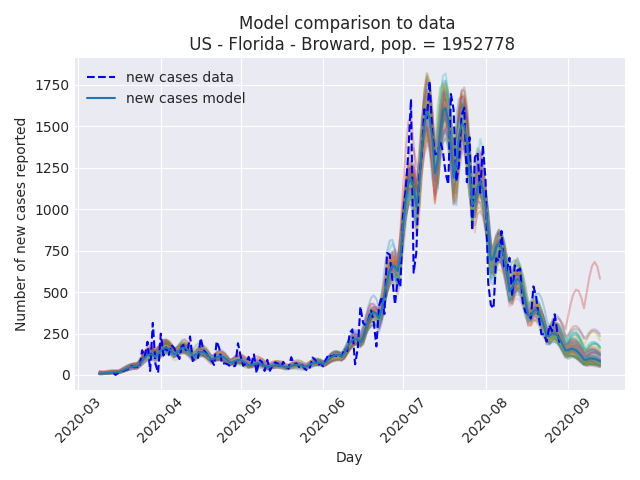 Model comparison to data
US - Florida - Broward, pop. = 1952778
new cases data
new cases model
Number of new cases reported
1750
1500
1250
1000
750
500
250
0
2020-03
2020-04
2020-05
2020-06
2020-07
2020-08
2020-09
Day